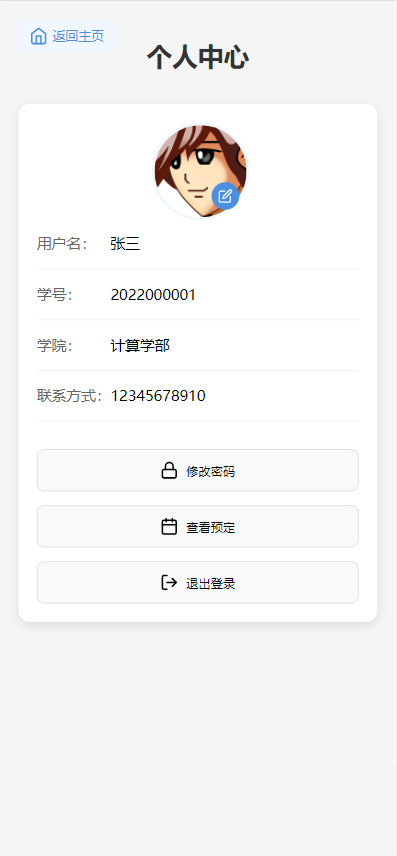 返回主页
个人中心
用户名： 张三
学号： 2022000001
学院： 计算学部
联系方式：12345678910
修改密码
查看预定
退出登录